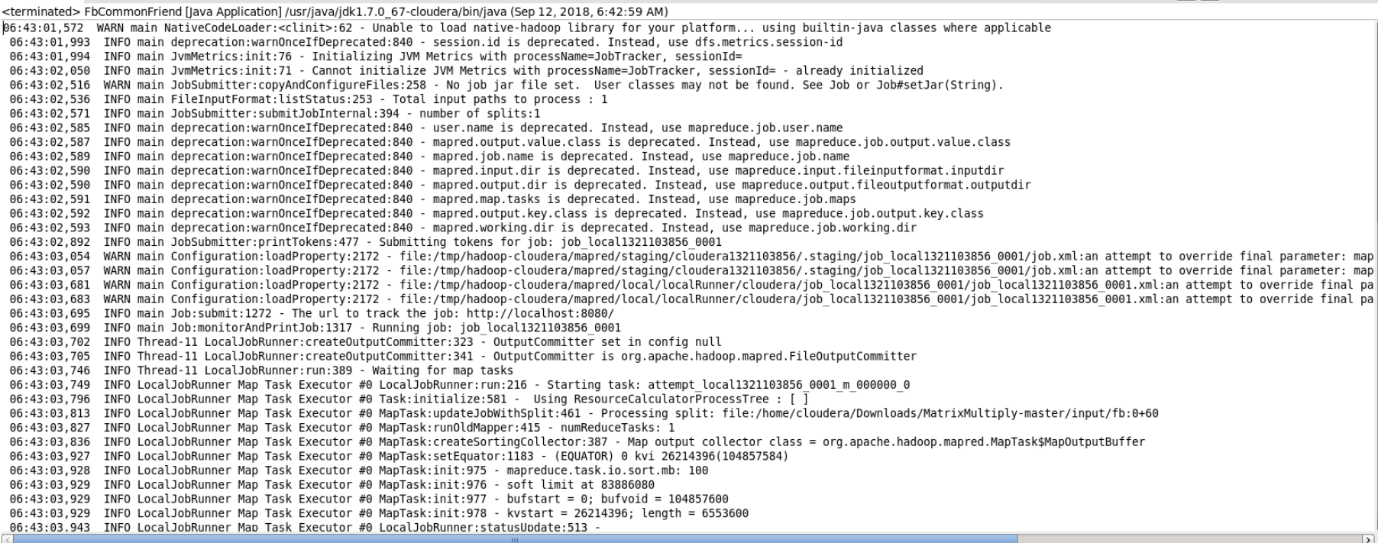 <terminated> FbCommonFriend [Java Application] /usr/java/jdk1.7.0_67-cloudera/bin/java (Sep 12, 2018, 6:42:59 AM)
06:43:01,572  WARN main NativeCodeLoader:<clinit>:62 - Unable to load native-hadoop library for your platform... using builtin-java classes where applicable
06:43:01,993  INFO main deprecation:warnOnceIfDeprecated:840 - session.id is deprecated. Instead, use dfs.metrics.session-id
06:43:01,994  INFO main JvmMetrics:init:76 - Initializing JVM Metrics with processName=JobTracker, sessionId=
06:43:02,050  INFO main JvmMetrics:init:71 - Cannot initialize JVM Metrics with processName=JobTracker, sessionId= - already initialized
06:43:02,516  WARN main JobSubmitter:copyAndConfigureFiles:258 - No job jar file set.  User classes may not be found. See Job or Job#setJar(String).
06:43:02,536  INFO main FileInputFormat:listStatus:253 - Total input paths to process : 1
06:43:02,571  INFO main JobSubmitter:submitJobInternal:394 - number of splits:1
06:43:02,585  INFO main deprecation:warnOnceIfDeprecated:840 - user.name is deprecated. Instead, use mapreduce.job.user.name
06:43:02,587  INFO main deprecation:warnOnceIfDeprecated:840 - mapred.output.value.class is deprecated. Instead, use mapreduce.job.output.value.class
06:43:02,589  INFO main deprecation:warnOnceIfDeprecated:840 - mapred.job.name is deprecated. Instead, use mapreduce.job.name
06:43:02,590  INFO main deprecation:warnOnceIfDeprecated:840 - mapred.input.dir is deprecated. Instead, use mapreduce.input.fileinputformat.inputdir
06:43:02,590  INFO main deprecation:warnOnceIfDeprecated:840 - mapred.output.dir is deprecated. Instead, use mapreduce.output.fileoutputformat.outputdir
06:43:02,591  INFO main deprecation:warnOnceIfDeprecated:840 - mapred.map.tasks is deprecated. Instead, use mapreduce.job.maps
06:43:02,592  INFO main deprecation:warnOnceIfDeprecated:840 - mapred.output.key.class is deprecated. Instead, use mapreduce.job.output.key.class
06:43:02,593  INFO main deprecation:warnOnceIfDeprecated:840 - mapred.working.dir is deprecated. Instead, use mapreduce.job.working.dir
06:43:02,892  INFO main JobSubmitter:printTokens:477 - Submitting tokens for job: job_local1321103856_0001
06:43:03,054  WARN main Configuration:loadProperty:2172 - file:/tmp/hadoop-cloudera/mapred/staging/cloudera1321103856/.staging/job_local1321103856_0001/job.xml:an attempt to override final parameter: map
06:43:03,057  WARN main Configuration:loadProperty:2172 - file:/tmp/hadoop-cloudera/mapred/staging/cloudera1321103856/.staging/job_local1321103856_0001/job.xml:an attempt to override final parameter: map
06:43:03,681  WARN main Configuration:loadProperty:2172 - file:/tmp/hadoop-cloudera/mapred/local/localRunner/cloudera/job_local1321103856_0001/job_local1321103856_0001.xml:an attempt to override final pa
06:43:03,683  WARN main Configuration:loadProperty:2172 - file:/tmp/hadoop-cloudera/mapred/local/localRunner/cloudera/job_local1321103856_0001/job_local1321103856_0001.xml:an attempt to override final pa
06:43:03,695  INFO main Job:submit:1272 - The url to track the job: http://localhost:8080/
06:43:03,699  INFO main Job:monitorAndPrintJob:1317 - Running job: job_local1321103856_0001
06:43:03,702  INFO Thread-11 LocalJobRunner:createOutputCommitter:323 - OutputCommitter set in config null
06:43:03,705  INFO Thread-11 LocalJobRunner:createOutputCommitter:341 - OutputCommitter is org.apache.hadoop.mapred.FileOutputCommitter
06:43:03,746  INFO Thread-11 LocalJobRunner:run:389 - Waiting for map tasks
06:43:03,749  INFO LocalJobRunner Map Task Executor #0 LocalJobRunner:run:216 - Starting task: attempt_local1321103856_0001_m_000000_0
06:43:03,796  INFO LocalJobRunner Map Task Executor #0 Task:initialize:581 -  Using ResourceCalculatorProcessTree : [ ]
06:43:03,813  INFO LocalJobRunner Map Task Executor #0 MapTask:updateJobWithSplit:461 - Processing split: file:/home/cloudera/Downloads/MatrixMultiply-master/input/fb:0+60
06:43:03,827  INFO LocalJobRunner Map Task Executor #0 MapTask:runOldMapper:415 - numReduceTasks: 1
06:43:03,836  INFO LocalJobRunner Map Task Executor #0 MapTask:createSortingCollector:387 - Map output collector class = org.apache.hadoop.mapred.MapTask$MapOutputBuffer
06:43:03,927  INFO LocalJobRunner Map Task Executor #0 MapTask:setEquator:1183 - (EQUATOR) 0 kvi 26214396(104857584)
06:43:03,928  INFO LocalJobRunner Map Task Executor #0 MapTask:init:975 - mapreduce.task.io.sort.mb: 100
06:43:03,929  INFO LocalJobRunner Map Task Executor #0 MapTask:init:976 - soft limit at 83886080
06:43:03,929  INFO LocalJobRunner Map Task Executor #0 MapTask:init:977 - bufstart = 0; bufvoid = 104857600
06:43:03,929  INFO LocalJobRunner Map Task Executor #0 MapTask:init:978 - kvstart = 26214396; length = 6553600
06:43:03,943  INFO LocalJobRunner Map Task Executor #0 LocalJobRunner:statusUpdate:513 -